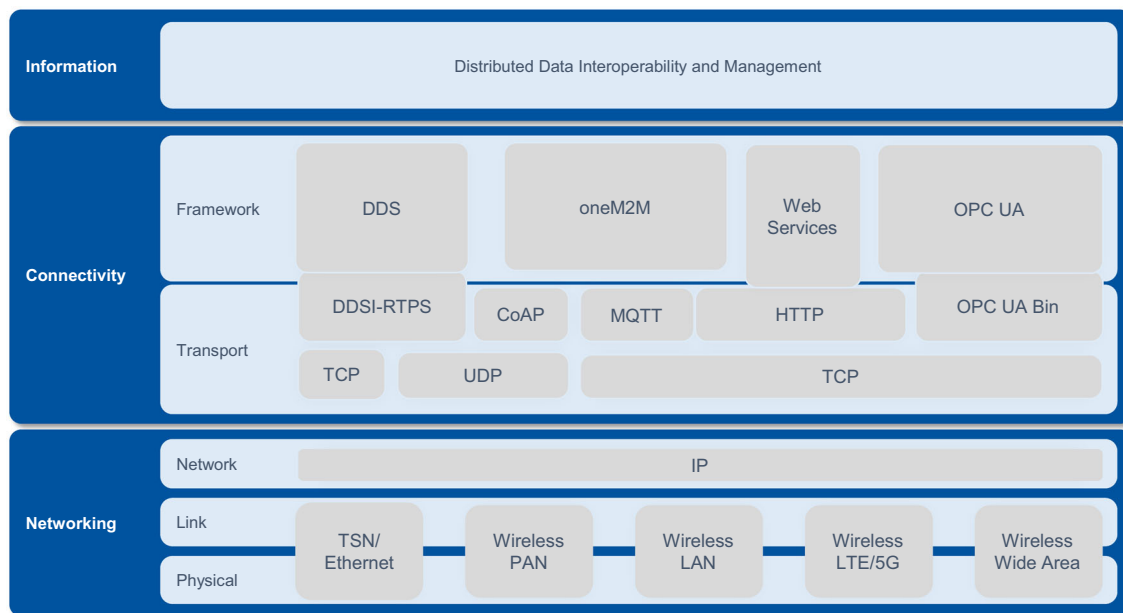 Information
Distributed Data Interoperability and Management
Connectivity
Framework
DDS
oneM2M
Web
Services
OPC UA
Transport
DDSI-RTPS
CoAP
MQTT
HTTP
OPC UA Bin
TCP
UDP
TCP
Networking
Network
IP
Link
Physical
TSN/
Ethernet
Wireless
PAN
Wireless
LAN
Wireless
LTE/5G
Wireless
Wide Area